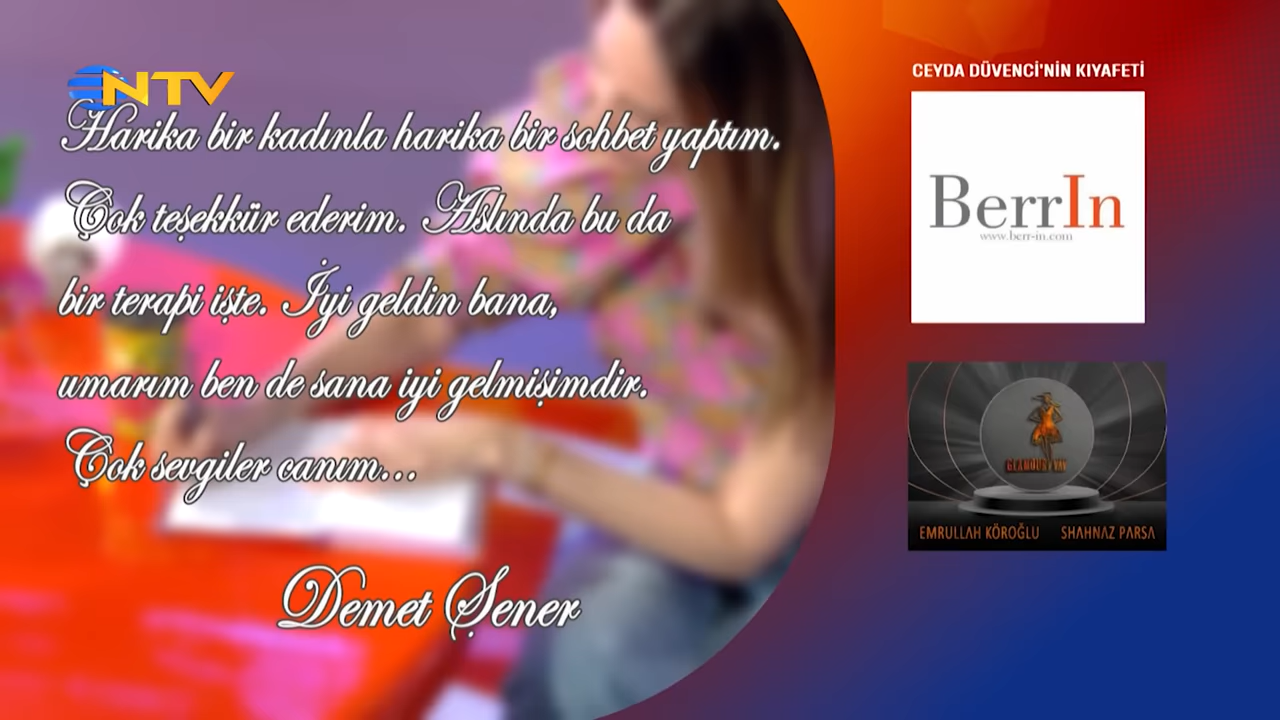 NTV
Harika bir kadınla harika bir sohbet yaptım.
Çok teşekkür ederim. Aslında bu da
bir terapi işte. İyi geldin bana,
umarım ben de sana iyi gelmişimdir.
Çok sevgiler canım...
Demet Şener
CEYDA DÜVENCİ'NİN KIYAFETİ
BerrIn
www.berr-in.com
EMRULLAH KÖROĞLU SHAHNAZ PARSA